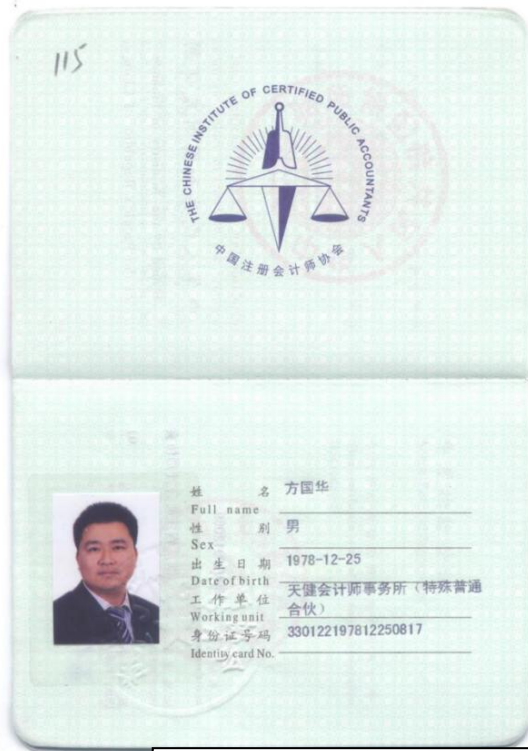 115
THE CHINESE INSTITUTE OF CERTIFIED PUBLIC ACCOUNTANTS
中国注册会计师协会
姓 名 方国华
Full name
性 别 男
Sex
出生日期 1978-12-25
Date of birth
工作单位 天健会计师事务所（特殊普通
合伙）
Working unit
身份证号码 330122197812250817
Identity card No.